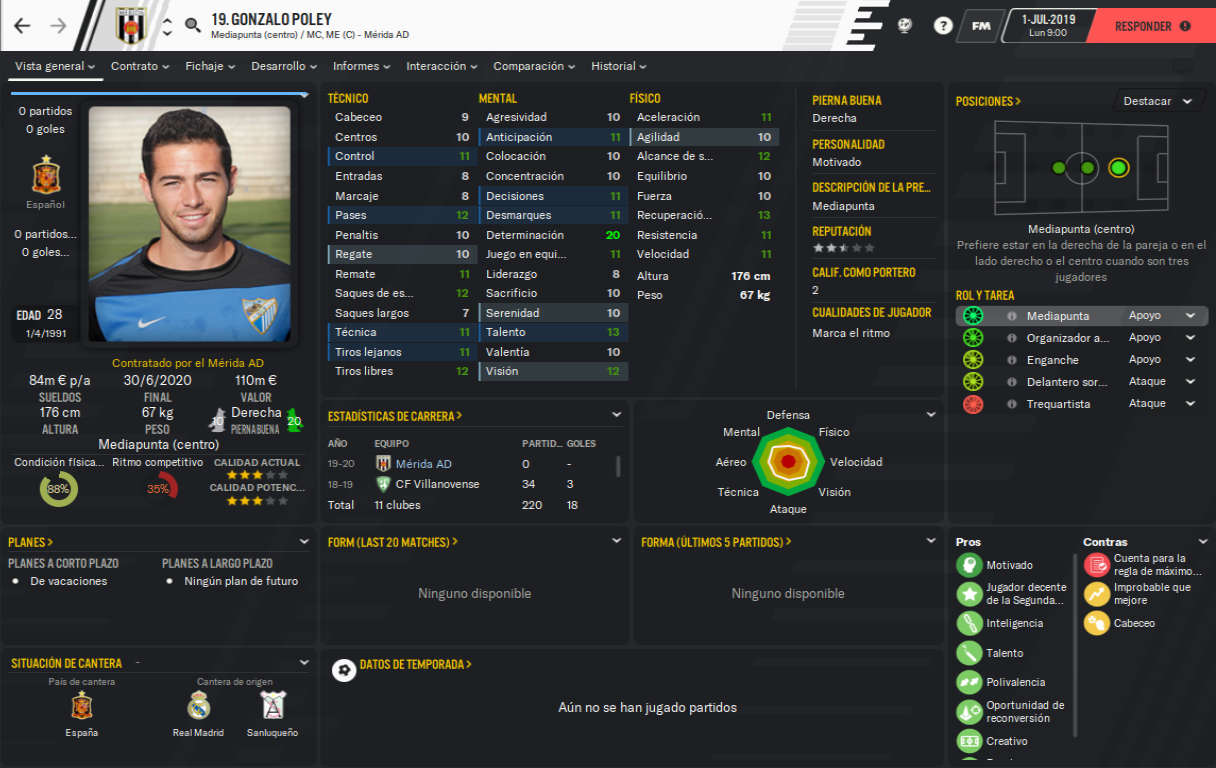 19. GONZALO POLEY
Mediapunta (centro) / MC, ME (C) - Mérida AD
?
FM
1-JUL-2019
Lun 9:00
RESPONDER
Vista general
Contrato
Fichaje
Desarrollo
Informes
Interacción
Comparación
Historial
0 partidos
0 goles
Español
0 partidos...
0 goles...
EDAD 28
1/4/1991
Contratado por el Mérida AD
84m € p/a
SUELDOS
30/6/2020
FINAL
110m €
VALOR
176 cm
ALTURA
67 kg
PESO
10
Derecha
PIERNA BUENA
20
Mediapunta (centro)
Condición física...
88%
Ritmo competitivo
35%
CALIDAD ACTUAL
CALIDAD POTENC...
TÉCNICO
Cabeceo 9
Centros 10
Control 11
Entradas 8
Marcaje 8
Pases 12
Penaltis 10
Regate 10
Remate 11
Saques de es... 12
Saques largos 7
Técnica 11
Tiros lejanos 11
Tiros libres 12
MENTAL
Agresividad 10
Anticipación 11
Colocación 10
Concentración 10
Decisiones 11
Desmarques 11
Determinación 20
Juego en equi... 11
Liderazgo 8
Sacrificio 10
Serenidad 10
Talento 13
Valentía 10
Visión 12
FÍSICO
Aceleración 11
Agilidad 10
Alcance de s... 12
Equilibrio 10
Fuerza 10
Recuperació... 13
Resistencia 11
Velocidad 11
Altura 176 cm
Peso 67 kg
PIERNA BUENA
Derecha
PERSONALIDAD
Motivado
DESCRIPCIÓN DE LA PRE...
Mediapunta
REPUTACIÓN
CALIF. COMO PORTERO
2
CUALIDADES DE JUGADOR
Marca el ritmo
POSICIONES >
Destacar
Mediapunta (centro)
Prefiere estar en la derecha de la pareja o en el
lado derecho o el centro cuando son tres
jugadores
ROL Y TAREA
Mediapunta Apoyo
Organizador a... Apoyo
Enganche Apoyo
Delantero sor... Ataque
Trequartista Ataque
ESTADÍSTICAS DE CARRERA >
AÑO EQUIPO PARTID... GOLES
19-20 Mérida AD 0 -
18-19 CF Villanovense 34 3
Total 11 clubes 220 18
Defensa
Físico
Velocidad
Visión
Ataque
Técnica
Aéreo
Mental
PLANES >
PLANES A CORTO PLAZO
De vacaciones
PLANES A LARGO PLAZO
Ningún plan de futuro
FORM (LAST 20 MATCHES) >
Ninguno disponible
FORMA (ÚLTIMOS 5 PARTIDOS) >
Ninguno disponible
Pros
Motivado
Jugador decente
de la Segunda...
Inteligencia
Talento
Polivalencia
Oportunidad de
reconversión
Creativo
Contras
Cuenta para la
regla de máximo...
Improbable que
mejore
Cabeceo
SITUACIÓN DE CANTERA -
País de cantera
España
Cantera de origen
Real Madrid
Sanluqueño
DATOS DE TEMPORADA >
Aún no se han jugado partidos